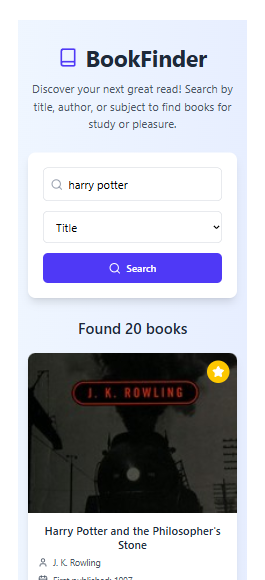 BookFinder
Discover your next great read! Search by
title, author, or subject to find books for
study or pleasure.
harry potter
Title
Search
Found 20 books
J. K. ROWLING
Harry Potter and the Philosopher's
Stone
J. K. Rowling
First published: 1997